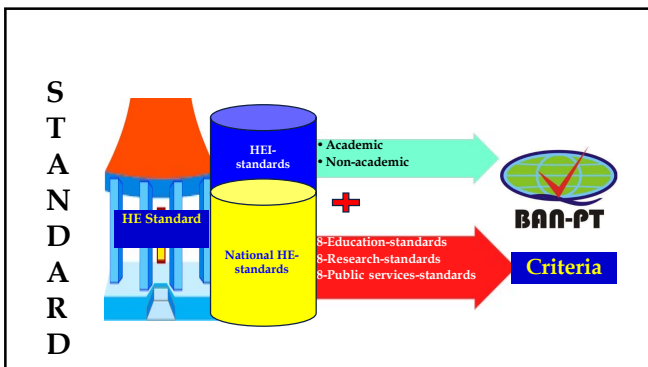 STANDARD
HE Standard
HEI-
standards
National HE-
standards
• Academic
• Non-academic
8-Education-standards
8-Research-standards
8-Public services-standards
BAN-PT
Criteria